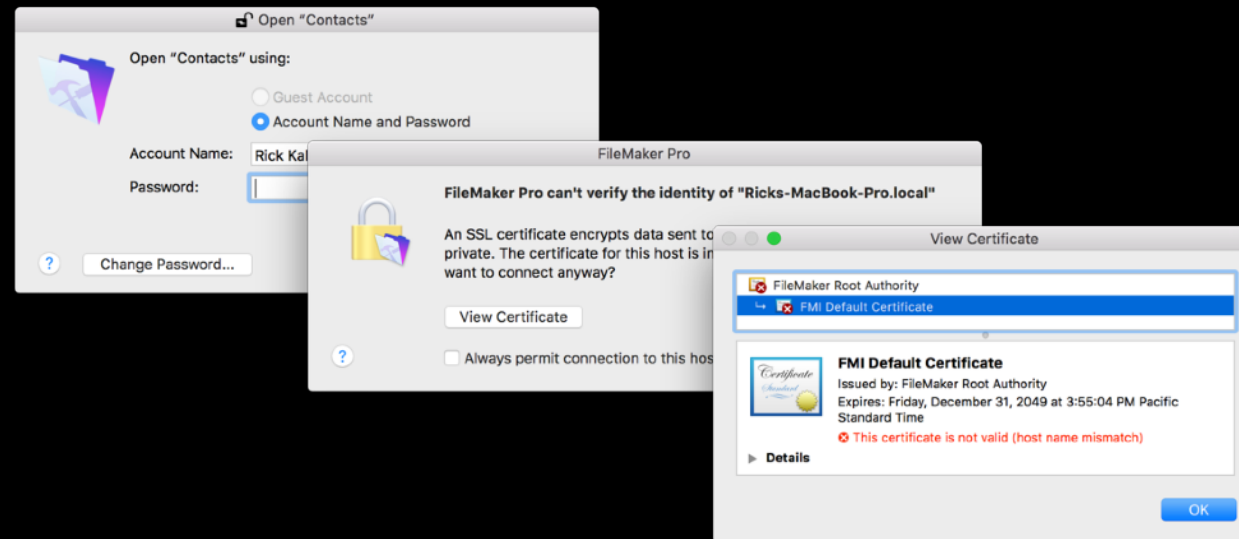 Open “Contacts”
Open “Contacts” using:
Guest Account
Account Name and Password
Account Name:
Rick Kal
Password:
?
Change Password...
FileMaker Pro
FileMaker Pro can't verify the identity of "Ricks-MacBook-Pro.local"
An SSL certificate encrypts data sent to
private. The certificate for this host is in
want to connect anyway?
View Certificate
?
Always permit connection to this hos
View Certificate
FileMaker Root Authority
FMI Default Certificate
Certificate
Standard
FMI Default Certificate
Issued by: FileMaker Root Authority
Expires: Friday, December 31, 2049 at 3:55:04 PM Pacific
Standard Time
This certificate is not valid (host name mismatch)
Details
OK